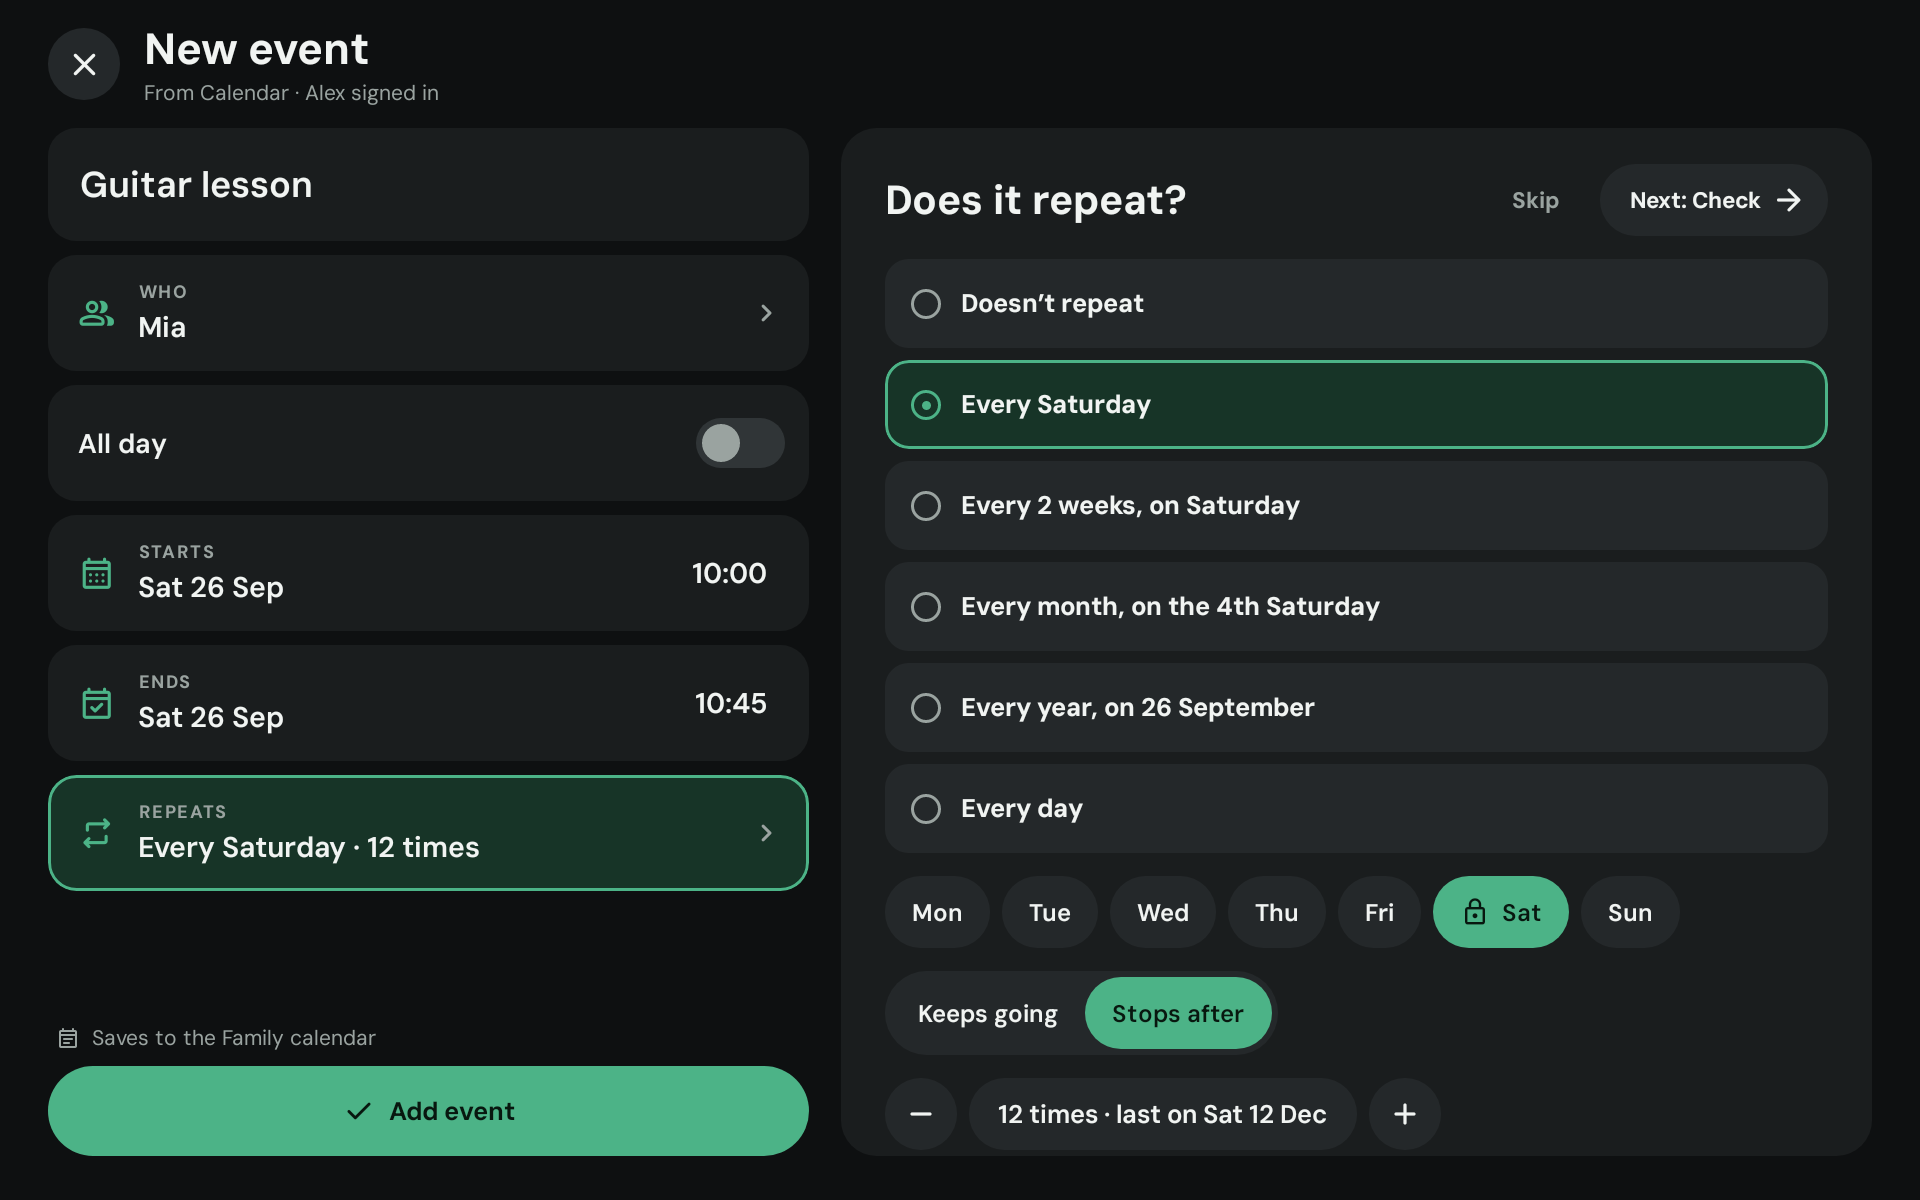 New event
From Calendar · Alex signed in
Guitar lesson
WHO
Mia
All day
STARTS
Sat 26 Sep
10:00
ENDS
Sat 26 Sep
10:45
REPEATS
Every Saturday · 12 times
Saves to the Family calendar
Add event
Does it repeat?
Skip
Next: Check
Doesn’t repeat
Every Saturday
Every 2 weeks, on Saturday
Every month, on the 4th Saturday
Every year, on 26 September
Every day
Mon
Tue
Wed
Thu
Fri
Sat
Sun
Keeps going
Stops after
12 times · last on Sat 12 Dec